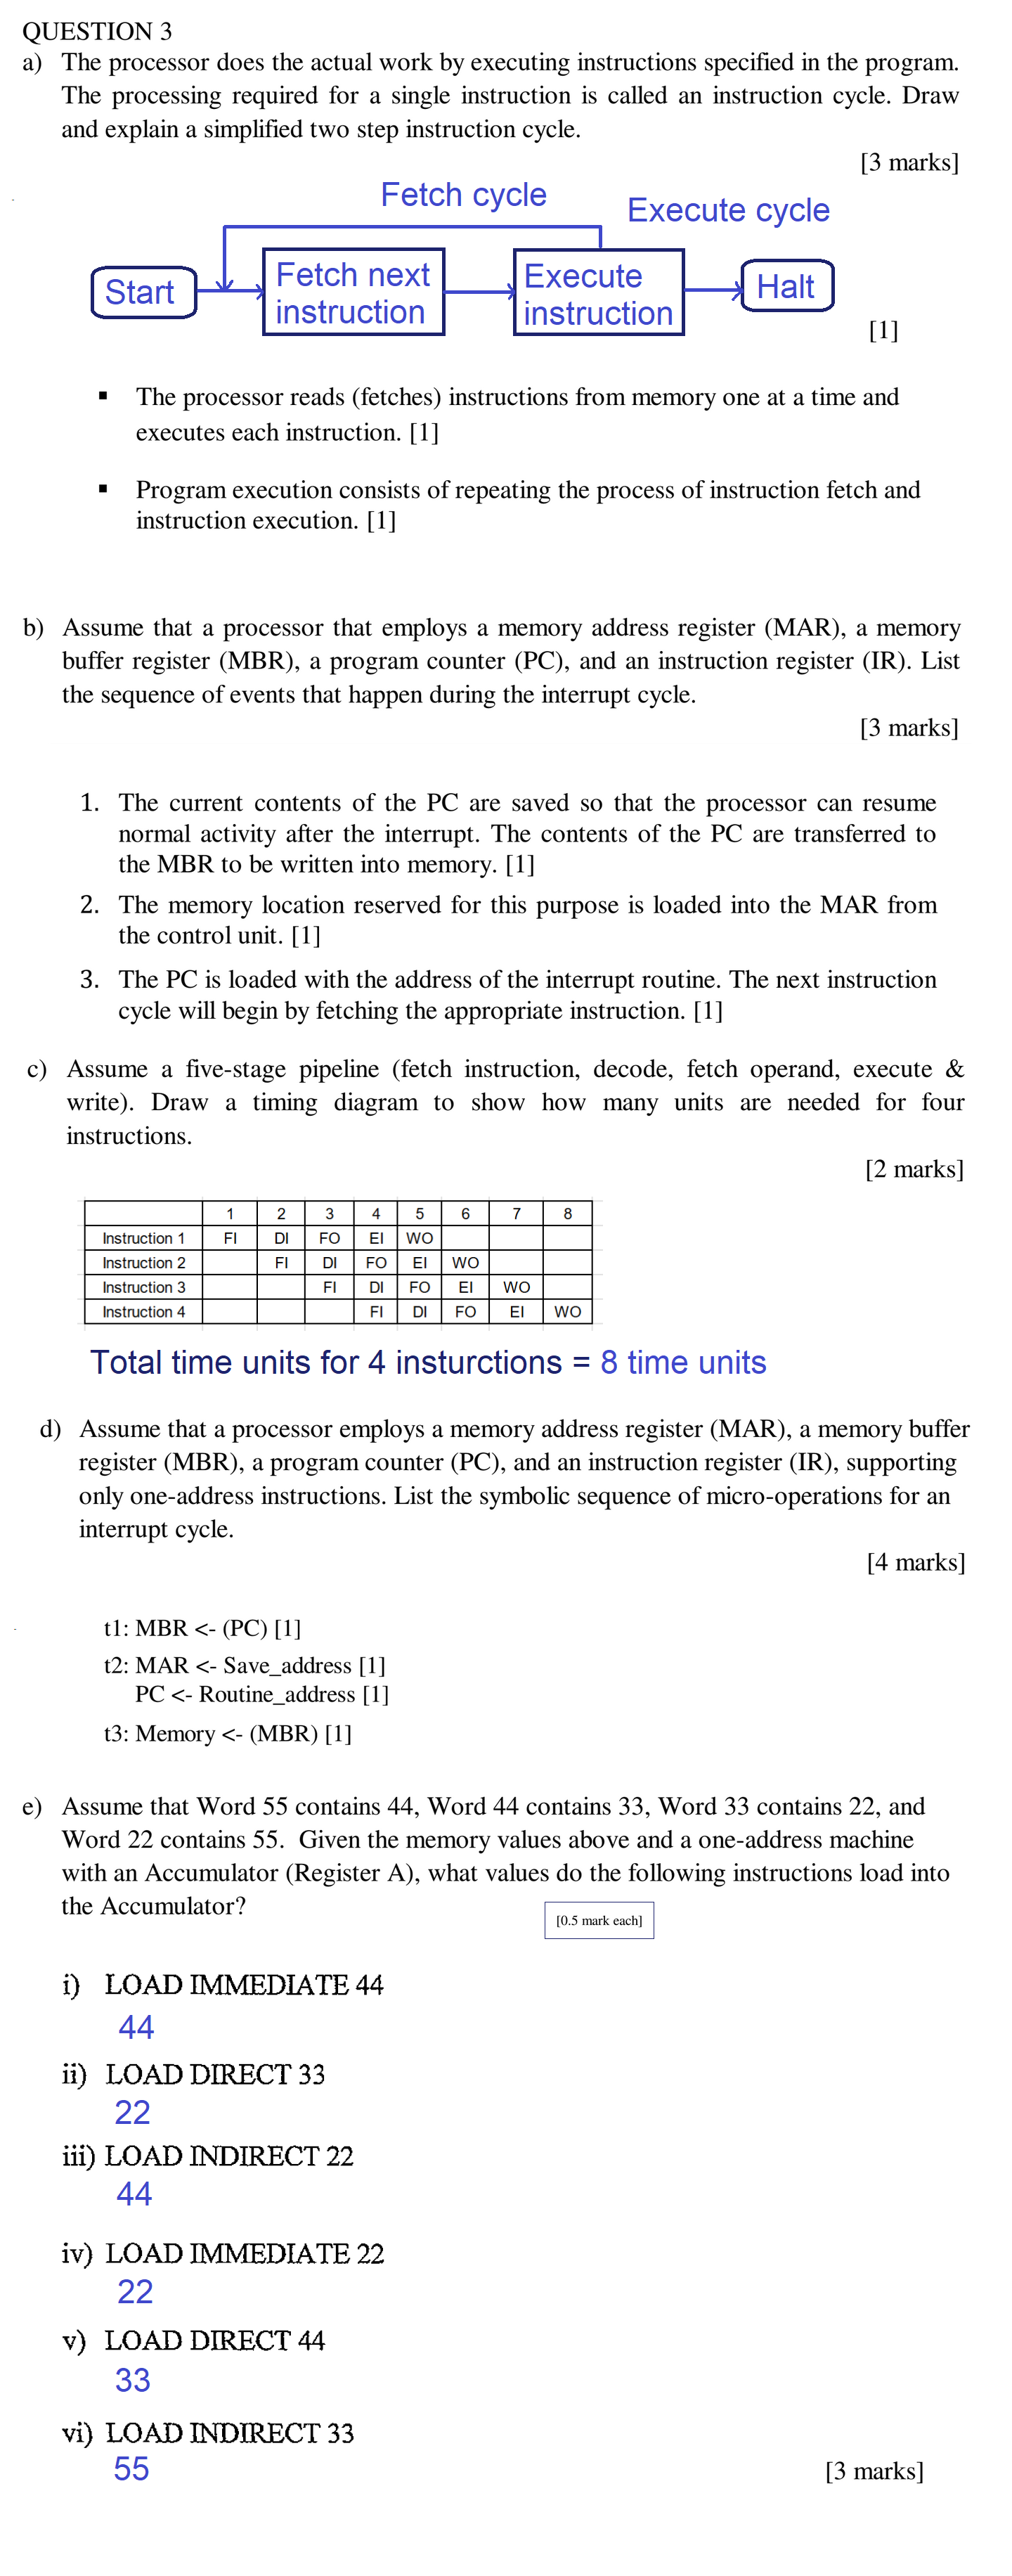 QUESTION 3
a) The processor does the actual work by executing instructions specified in the program.
The processing required for a single instruction is called an instruction cycle. Draw
and explain a simplified two step instruction cycle.
[3 marks]
Fetch cycle
Execute cycle
Start
Fetch next
instruction
Execute
instruction
Halt
[1]
▪ The processor reads (fetches) instructions from memory one at a time and
executes each instruction. [1]
▪ Program execution consists of repeating the process of instruction fetch and
instruction execution. [1]
b) Assume that a processor that employs a memory address register (MAR), a memory
buffer register (MBR), a program counter (PC), and an instruction register (IR). List
the sequence of events that happen during the interrupt cycle.
[3 marks]
1. The current contents of the PC are saved so that the processor can resume
normal activity after the interrupt. The contents of the PC are transferred to
the MBR to be written into memory. [1]
2. The memory location reserved for this purpose is loaded into the MAR from
the control unit. [1]
3. The PC is loaded with the address of the interrupt routine. The next instruction
cycle will begin by fetching the appropriate instruction. [1]
c) Assume a five-stage pipeline (fetch instruction, decode, fetch operand, execute &
write). Draw a timing diagram to show how many units are needed for four
instructions.
[2 marks]
1 2 3 4 5 6 7 8
Instruction 1 FI DI FO EI WO
Instruction 2 FI DI FO EI WO
Instruction 3 FI DI FO EI WO
Instruction 4 FI DI FO EI WO
Total time units for 4 insturctions = 8 time units
d) Assume that a processor employs a memory address register (MAR), a memory buffer
register (MBR), a program counter (PC), and an instruction register (IR), supporting
only one-address instructions. List the symbolic sequence of micro-operations for an
interrupt cycle.
[4 marks]
t1: MBR <- (PC) [1]
t2: MAR <- Save_address [1]
PC <- Routine_address [1]
t3: Memory <- (MBR) [1]
e) Assume that Word 55 contains 44, Word 44 contains 33, Word 33 contains 22, and
Word 22 contains 55. Given the memory values above and a one-address machine
with an Accumulator (Register A), what values do the following instructions load into
the Accumulator?
[0.5 mark each]
i) LOAD IMMEDIATE 44
44
ii) LOAD DIRECT 33
22
iii) LOAD INDIRECT 22
44
iv) LOAD IMMEDIATE 22
22
v) LOAD DIRECT 44
33
vi) LOAD INDIRECT 33
55
[3 marks]